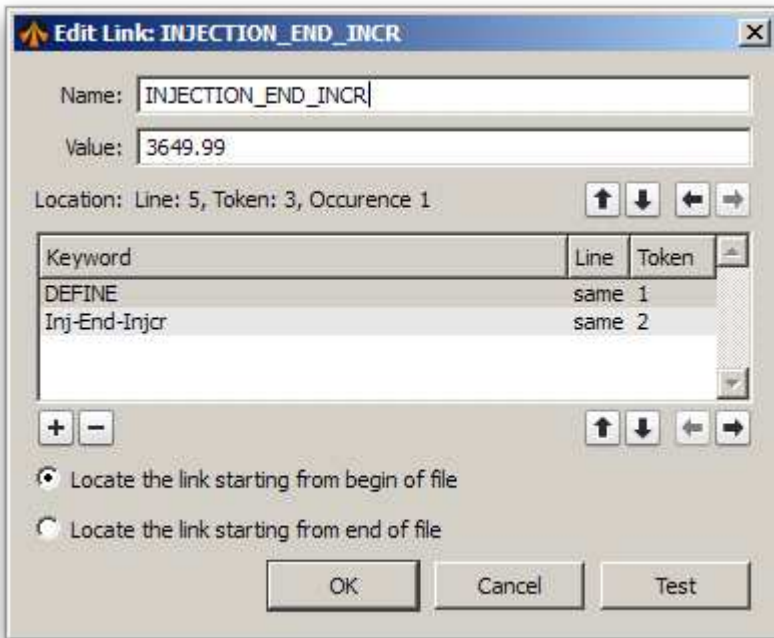 Edit Link: INJECTION_END_INCR
Name: INJECTION_END_INCR
Value: 3649.99
Location: Line: 5, Token: 3, Occurence 1
Keyword Line Token
DEFINE same 1
Inj-End-Injcr same 2
Locate the link starting from begin of file
Locate the link starting from end of file
OK Cancel Test